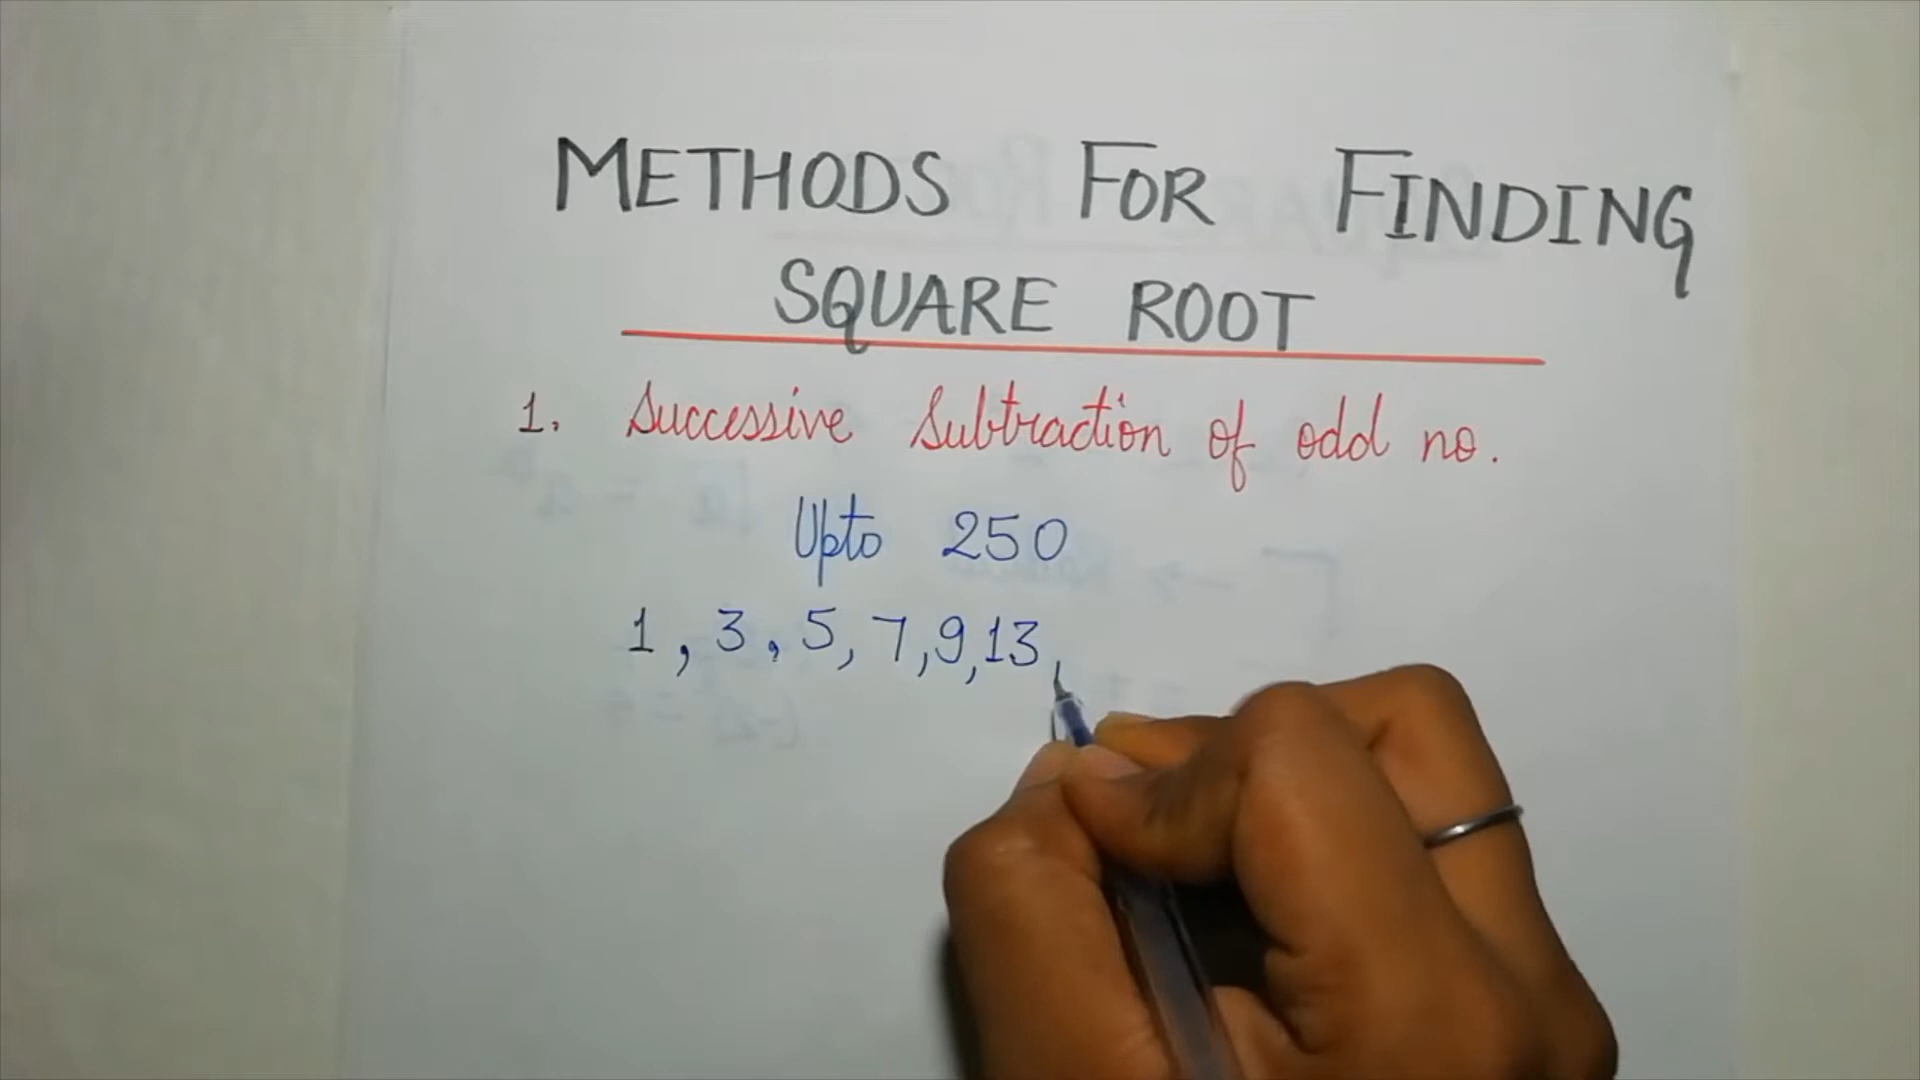 METHODS FOR FINDING
SQUARE ROOT
1. Successive Subtraction of odd no.
Upto 250
1, 3, 5, 7, 9, 13,